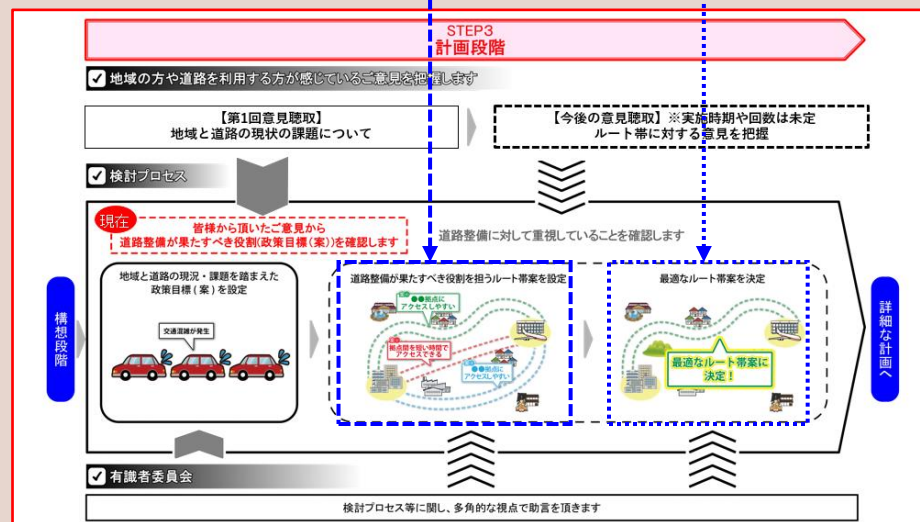 STEP3
計画段階
地域の方や道路を利用する方が感じているご意見を把握します
【第1回意見聴取】
地域と道路の現状の課題について
【今後の意見聴取】※実施時期や回数は未定
ルート帯に対する意見を把握
検討プロセス
現在
皆様から頂いたご意見から
道路整備が果たすべき役割(政策目標(案))を確認します
道路整備に対して重視していることを確認します
構想段階
地域と道路の現況・課題を踏まえた
政策目標(案)を設定
交通混雑が発生
道路整備が果たすべき役割を担うルート帯案を設定
●●拠点に
アクセスしやすい
拠点間を短い時間で
アクセスできる
●●拠点に
アクセスしやすい
最適なルート帯案を決定
最適なルート帯案に
決定!
詳細な計画へ
有識者委員会
検討プロセス等に関し、多角的な視点で助言を頂きます